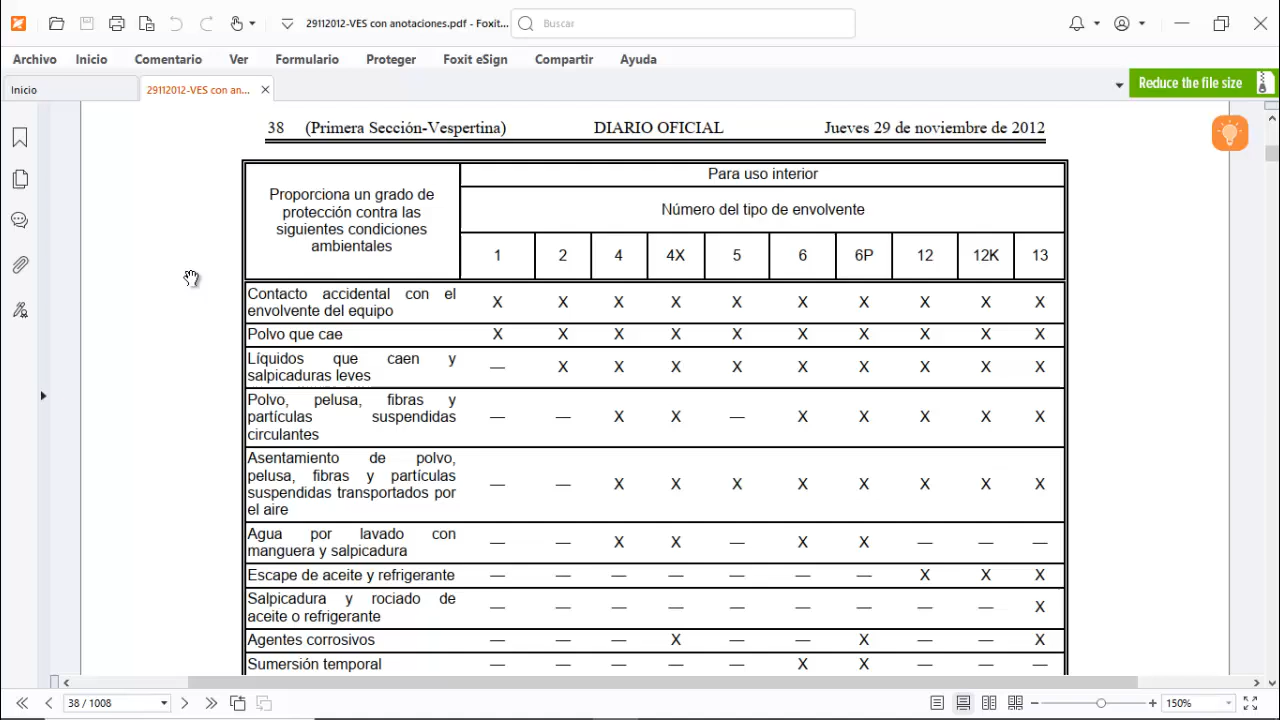 29112012-VES con anotaciones.pdf - Foxit...
Buscar
Archivo Inicio Comentario Ver Formulario Proteger Foxit eSign Compartir Ayuda
Inicio
29112012-VES con an...
Reduce the file size
38 (Primera Sección-Vespertina) DIARIO OFICIAL Jueves 29 de noviembre de 2012
Proporciona un grado de
protección contra las
siguientes condiciones
ambientales
Para uso interior
Número del tipo de envolvente
1 2 4 4X 5 6 6P 12 12K 13
Contacto accidental con el
envolvente del equipo
X X X X X X X X X X
Polvo que cae X X X X X X X X X X
Líquidos que caen y
salpicaduras leves
— X X X X X X X X X
Polvo, pelusa, fibras y
partículas suspendidas
circulantes
— — X X — X X X X X
Asentamiento de polvo,
pelusa, fibras y partículas
suspendidas transportados por
el aire
— — X X X X X X X X
Agua por lavado con
manguera y salpicadura
— — X X — X X — — —
Escape de aceite y refrigerante — — — — — — — X X X
Salpicadura y rociado de
aceite o refrigerante
— — — — — — — — — X
Agentes corrosivos — — — X — — X — — X
Sumersión temporal — — — — — X X — — —
38 / 1008
150%